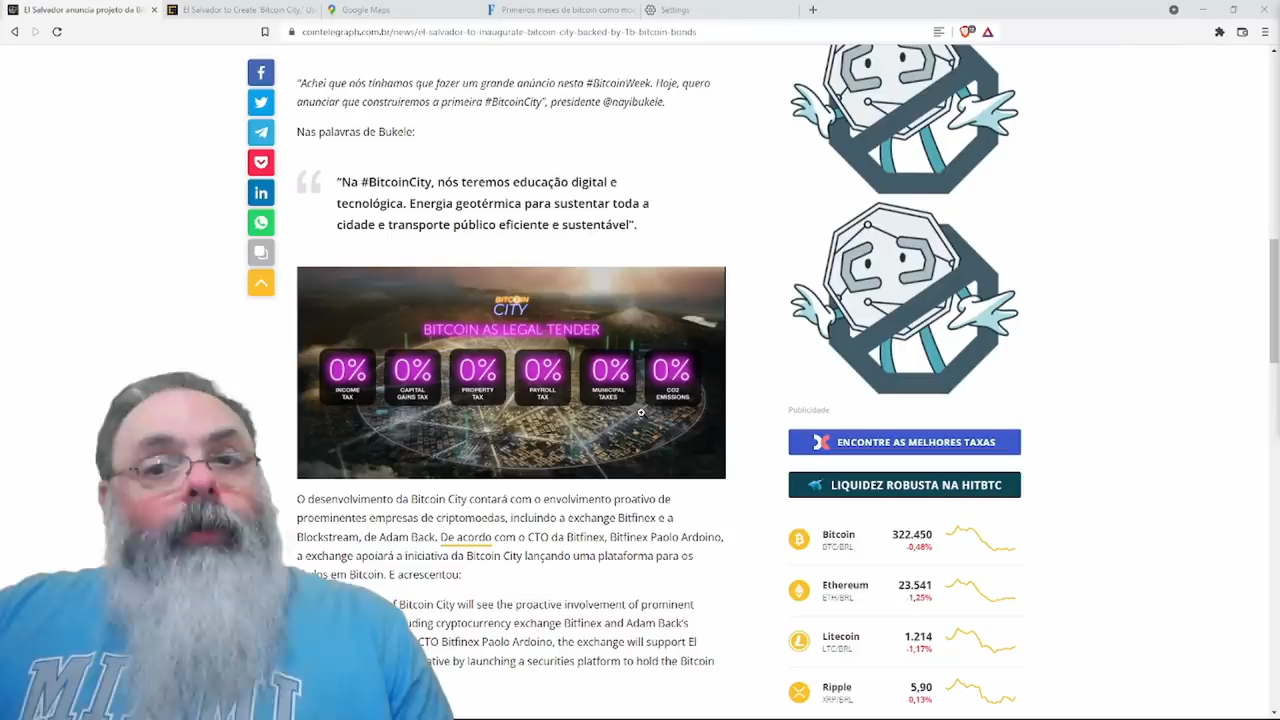 El Salvador anuncia projeto da Bi
El Salvador to Create 'Bitcoin City,' Us
Google Maps
Primeiros meses de bitcoin como mo
Settings
cointelegraph.com.br/news/el-salvador-to-inaugurate-bitcoin-city-backed-by-1b-bitcoin-bonds
"Achei que nós tínhamos que fazer um grande anúncio nesta #BitcoinWeek. Hoje, quero
anunciar que construiremos a primeira #BitcoinCity", presidente @nayibukele.
Nas palavras de Bukele:
"Na #BitcoinCity, nós teremos educação digital e
tecnológica. Energia geotérmica para sustentar toda a
cidade e transporte público eficiente e sustentável".
BITCOIN
CITY
BITCOIN AS LEGAL TENDER
0% 0% 0% 0% 0% 0%
INCOME TAX
CAPITAL GAINS TAX
PROPERTY TAX
PAYROLL TAX
MUNICIPAL TAXES
CO2 EMISSIONS
O desenvolvimento da Bitcoin City contará com o envolvimento proativo de
proeminentes empresas de criptomoedas, incluindo a exchange Bitfinex e a
Blockstream, de Adam Back. De acordo com o CTO da Bitfinex, Bitfinex Paolo Ardoino,
a exchange apoiará a iniciativa da Bitcoin City lançando uma plataforma para os
em Bitcoin. E acrescentou:
of Bitcoin City will see the proactive involvement of prominent
cryptocurrency exchange Bitfinex and Adam Back's
CTO Bitfinex Paolo Ardoino, the exchange will support El
by launching a securities platform to hold the Bitcoin
Publicidade
ENCONTRE AS MELHORES TAXAS
LIQUIDEZ ROBUSTA NA HITBTC
Bitcoin 322.450
BTC/BRL -0,48%
Ethereum 23.541
ETH/BRL -1,25%
Litecoin 1.214
LTC/BRL -1,17%
Ripple 5,90
XRP/BRL -0,13%